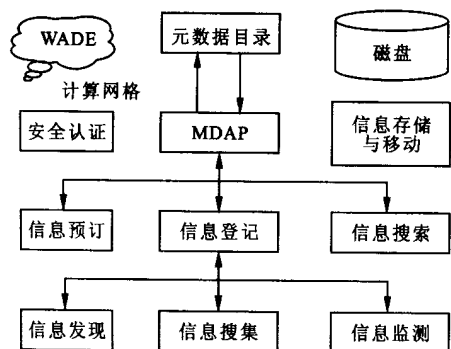 WADE
元数据目录
磁盘
计算网格
安全认证
MDAP
信息存储
与移动
信息预订
信息登记
信息搜索
信息发现
信息搜集
信息监测